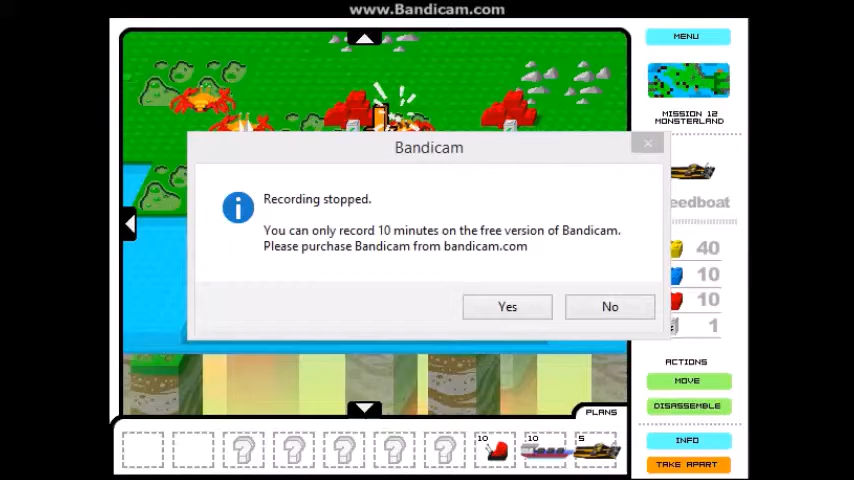 www.Bandicam.com
MENU
MISSION 12
MONSTERLAND
Bandicam
Recording stopped.
You can only record 10 minutes on the free version of Bandicam.
Please purchase Bandicam from bandicam.com
Yes
No
eedboat
40
10
10
1
ACTIONS
MOVE
DISASSEMBLE
INFO
TAKE APART
PLANS
10
10
5